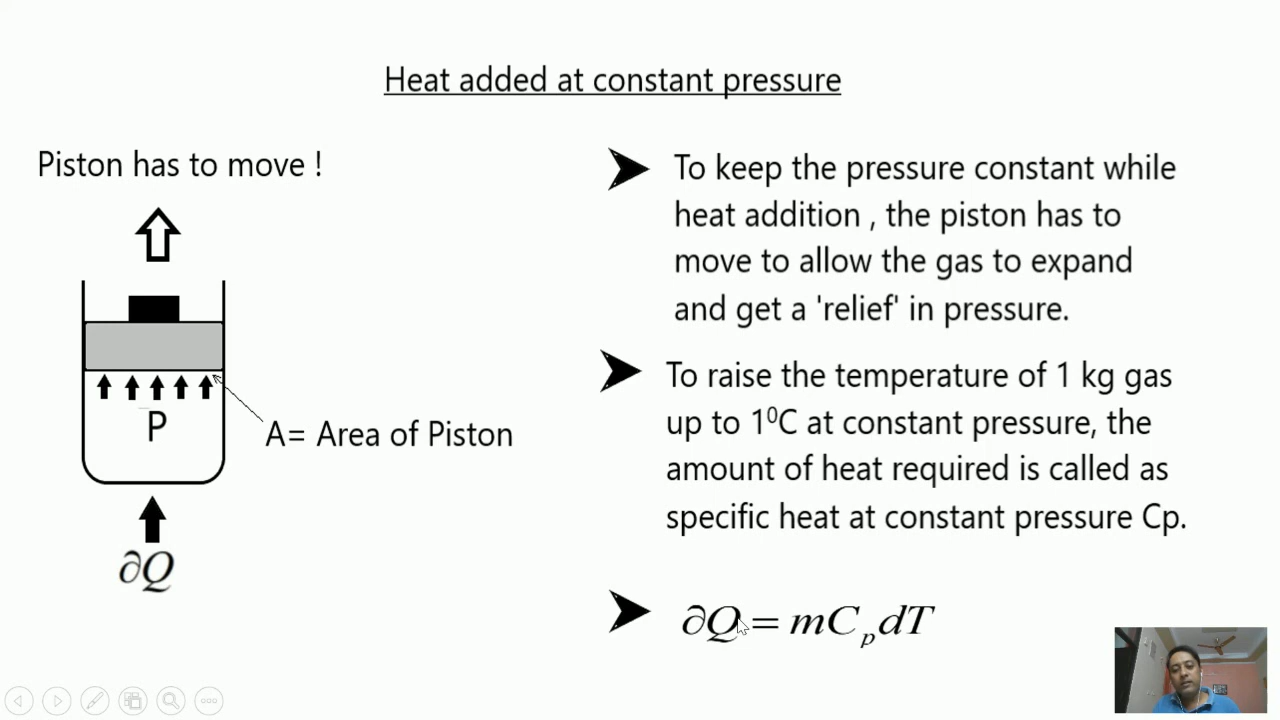 Heat added at constant pressure
Piston has to move !
P
A= Area of Piston
∂Q
To keep the pressure constant while
heat addition , the piston has to
move to allow the gas to expand
and get a 'relief' in pressure.
To raise the temperature of 1 kg gas
up to 1⁰C at constant pressure, the
amount of heat required is called as
specific heat at constant pressure Cp.
∂Q = mCₚdT